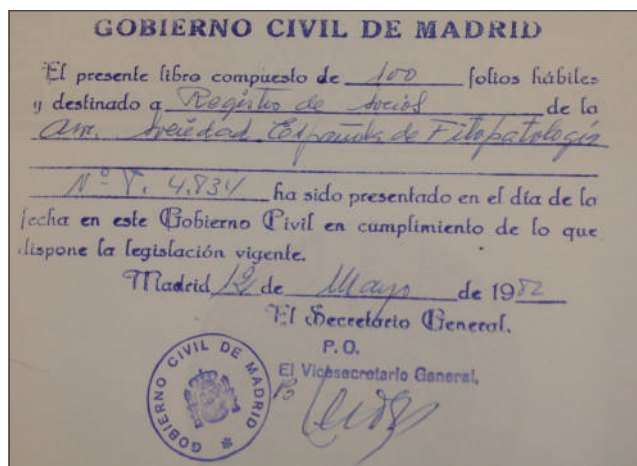 GOBIERNO CIVIL DE MADRID
El presente libro compuesto de 100 folios hábiles
y destinado a Registro de socios de la
Sociedad Española de Fitopatología
Nº 4.834 ha sido presentado en el día de la
fecha en este Gobierno Civil en cumplimiento de lo que
dispone la legislación vigente.
Madrid 12 de Mayo de 1982
El Secretario General,
P. O.
El Vicesecretario General,
GOBIERNO CIVIL DE MADRID